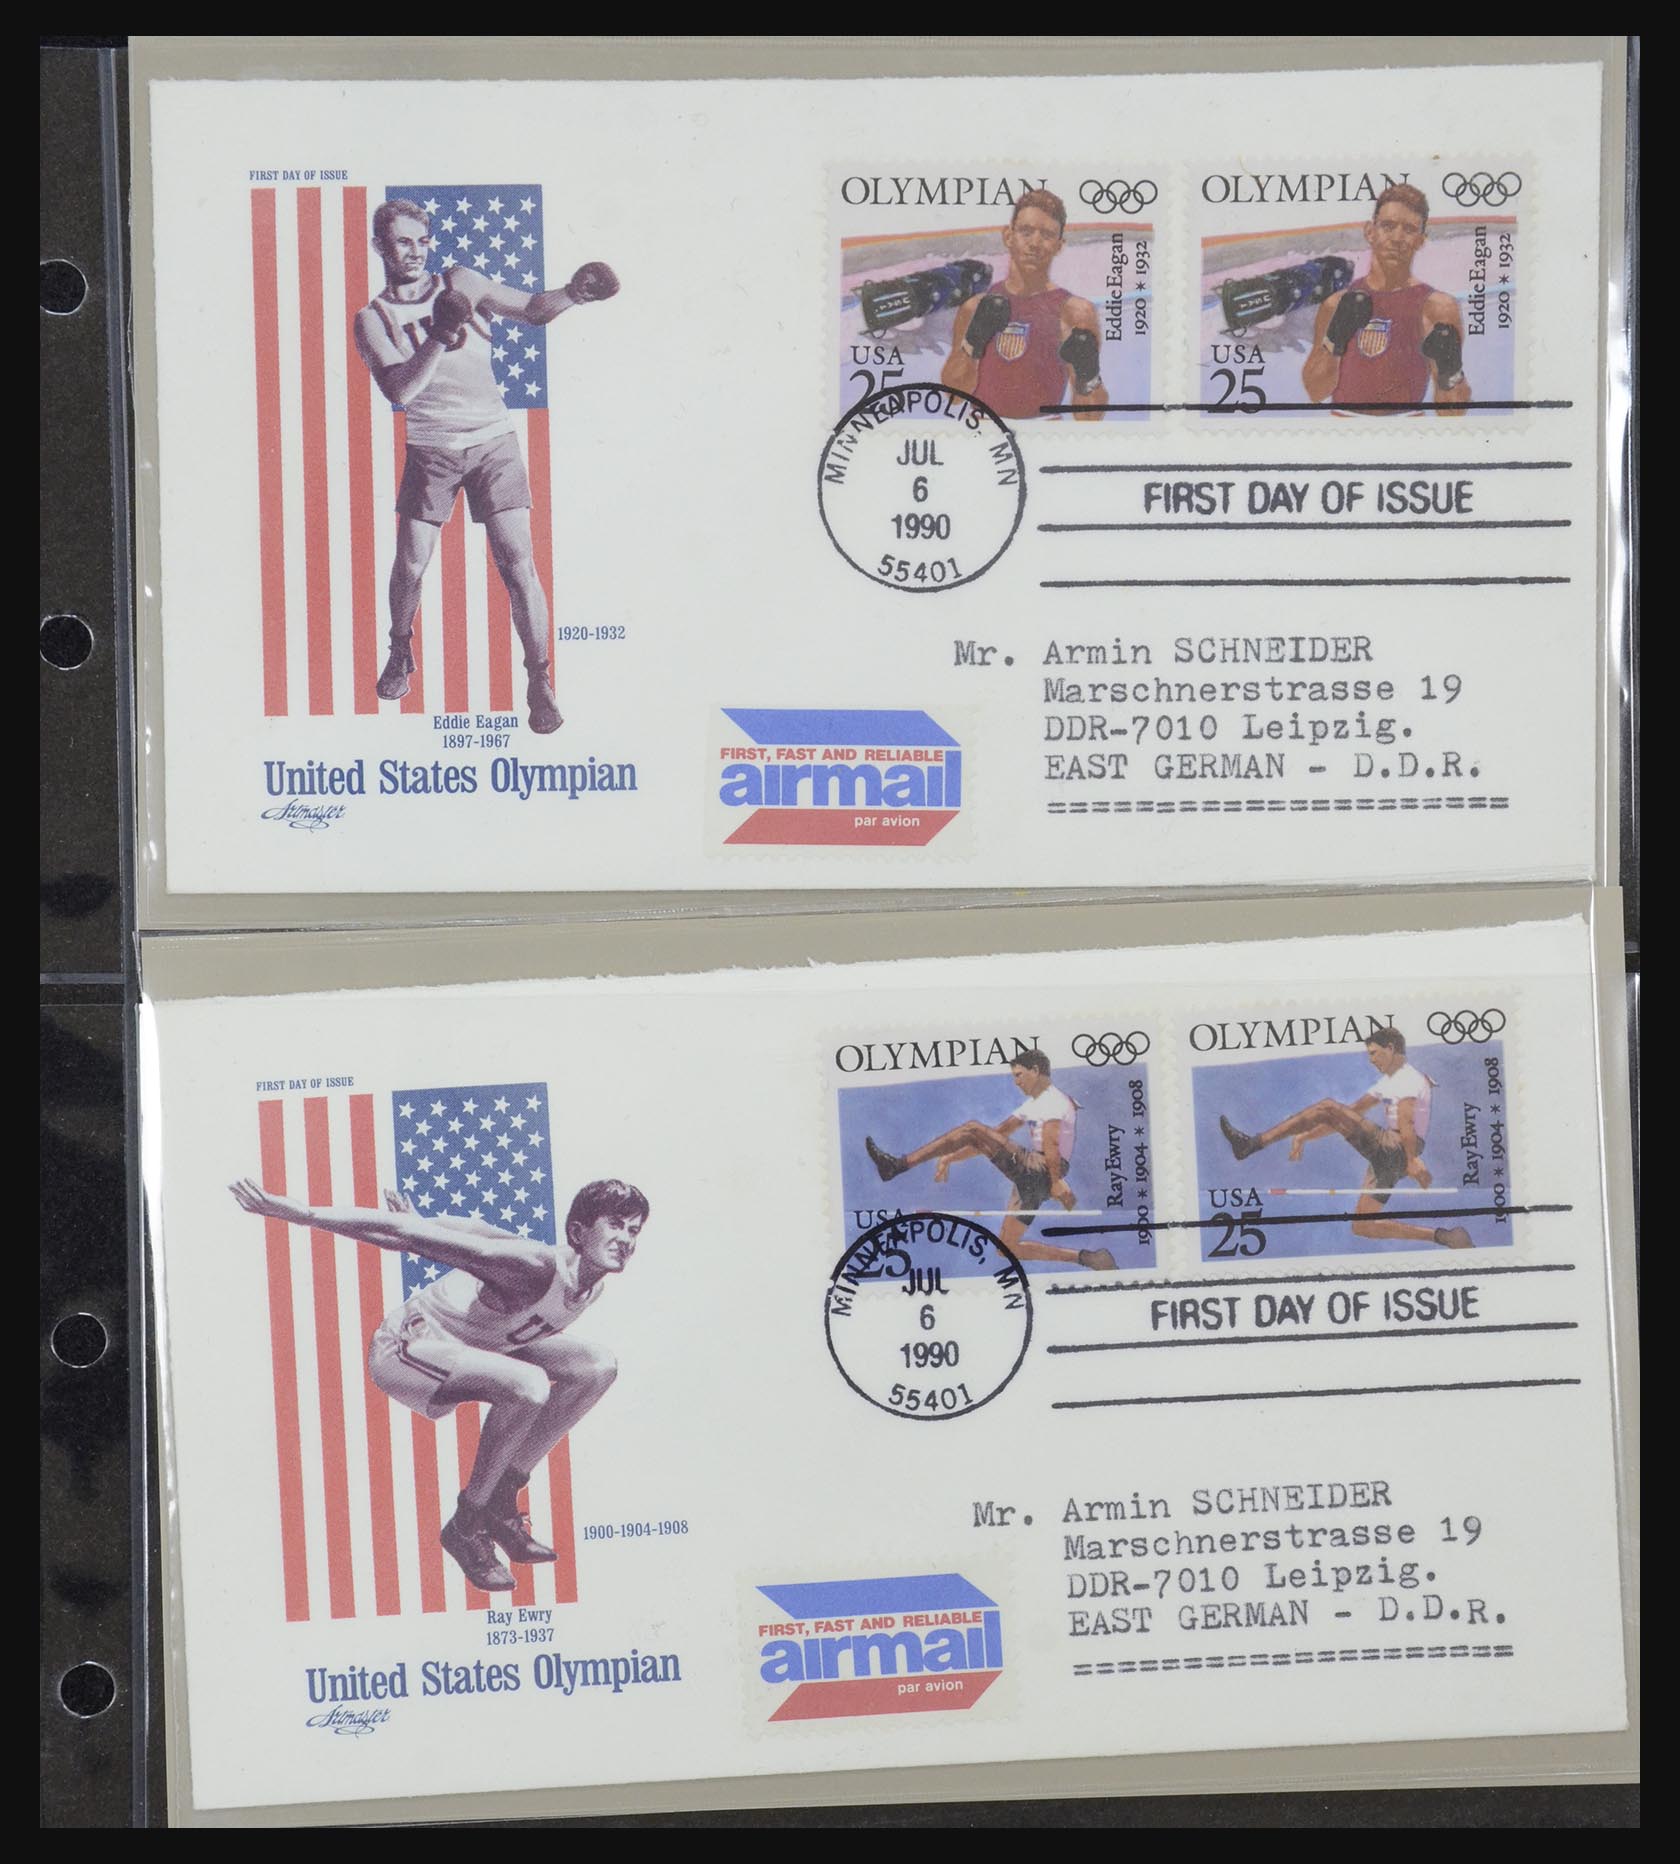 FIRST DAY OF ISSUE
1920-1932
Eddie Eagan
1897-1967
United States Olympian
Artmaster
OLYMPIAN
Eddie Eagan
1920 * 1932
USA
25
OLYMPIAN
Eddie Eagan
1920 * 1932
USA
25
MINNEAPOLIS, MN
JUL
6
1990
55401
FIRST DAY OF ISSUE
Mr. Armin SCHNEIDER
Marschnerstrasse 19
DDR-7010 Leipzig.
EAST GERMAN - D.D.R.
=====================
FIRST, FAST AND RELIABLE
airmail
par avion
FIRST DAY OF ISSUE
1900-1904-1908
Ray Ewry
1873-1937
United States Olympian
Artmaster
OLYMPIAN
Ray Ewry
1900 * 1904 * 1908
USA
25
OLYMPIAN
Ray Ewry
1900 * 1904 * 1908
USA
25
MINNEAPOLIS, MN
JUL
6
1990
55401
FIRST DAY OF ISSUE
Mr. Armin SCHNEIDER
Marschnerstrasse 19
DDR-7010 Leipzig.
EAST GERMAN - D.D.R.
=====================
FIRST, FAST AND RELIABLE
airmail
par avion